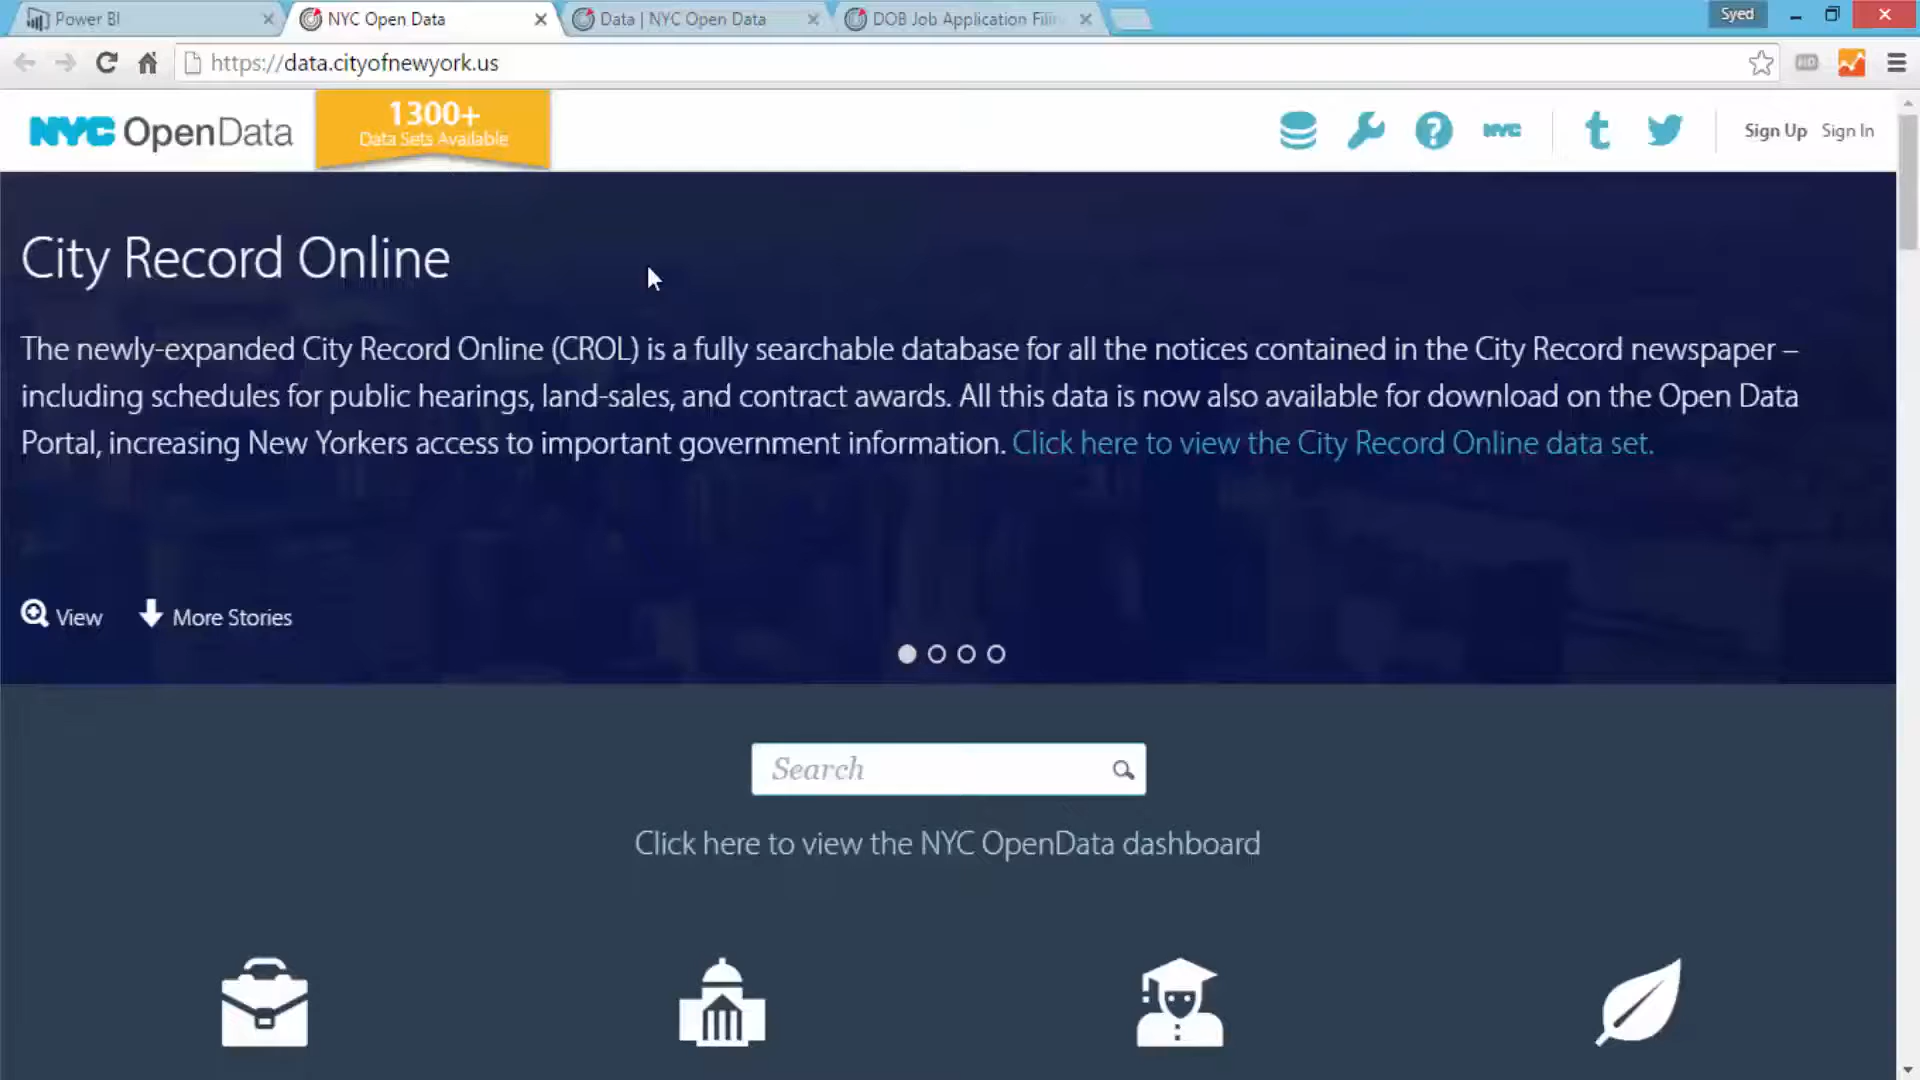 Power BI
NYC Open Data
Data | NYC Open Data
DOB Job Application Filin
Syed
https://data.cityofnewyork.us
NYC OpenData
1300+
Data Sets Available
NYC
Sign Up
Sign In
City Record Online
The newly-expanded City Record Online (CROL) is a fully searchable database for all the notices contained in the City Record newspaper –
including schedules for public hearings, land-sales, and contract awards. All this data is now also available for download on the Open Data
Portal, increasing New Yorkers access to important government information. Click here to view the City Record Online data set.
View
More Stories
Search
Click here to view the NYC OpenData dashboard